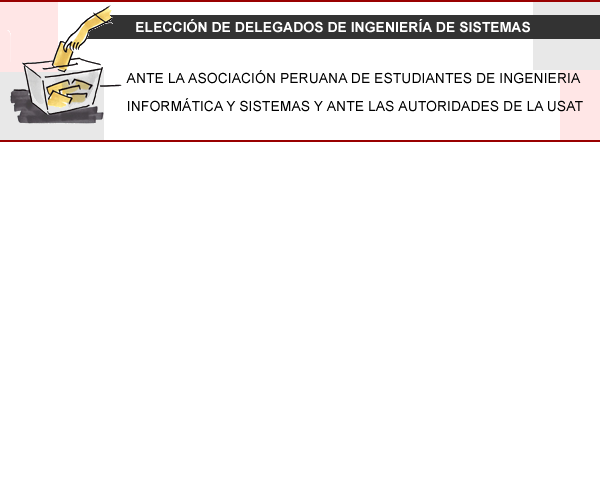 ELECCIÓN DE DELEGADOS DE INGENIERÍA DE SISTEMAS
ANTE LA ASOCIACIÓN PERUANA DE ESTUDIANTES DE INGENIERIA
INFORMÁTICA Y SISTEMAS Y ANTE LAS AUTORIDADES DE LA USAT